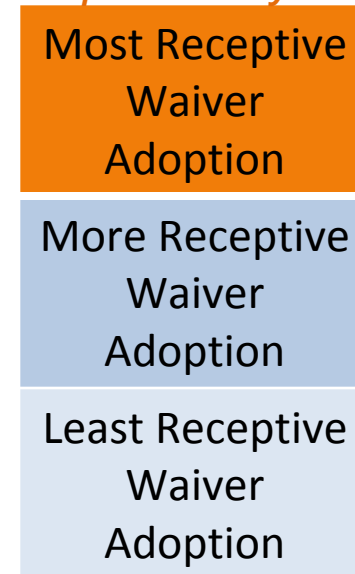 Most Receptive
Waiver
Adoption
More Receptive
Waiver
Adoption
Least Receptive
Waiver
Adoption